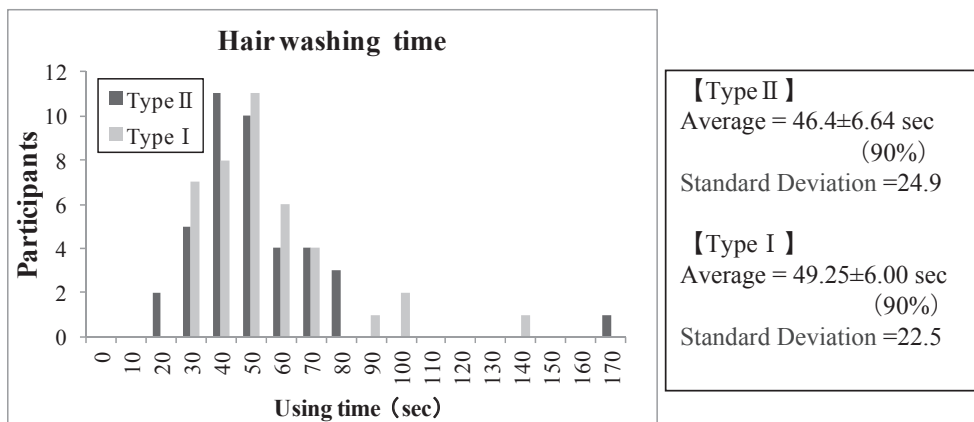 Hair washing time
12
10
8
6
4
2
0
Type Ⅱ
Type Ⅰ
Participants
0 10 20 30 40 50 60 70 80 90 100 110 120 130 140 150 160 170
Using time (sec)
【Type Ⅱ】
Average = 46.4±6.64 sec
(90%)
Standard Deviation =24.9
【Type Ⅰ】
Average = 49.25±6.00 sec
(90%)
Standard Deviation =22.5